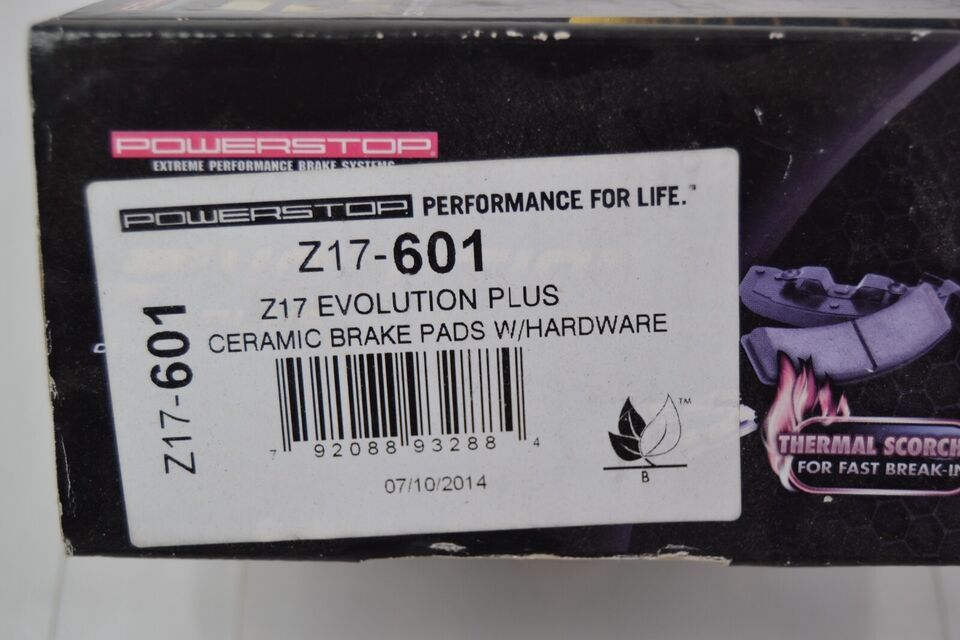 POWERSTOP
EXTREME PERFORMANCE BRAKE SYSTEMS
POWERSTOP PERFORMANCE FOR LIFE.™
Z17-601
Z17 EVOLUTION PLUS
CERAMIC BRAKE PADS W/HARDWARE
Z17-601
7 92088 93288 4
07/10/2014
TM
B
THERMAL SCORCH
FOR FAST BREAK-IN